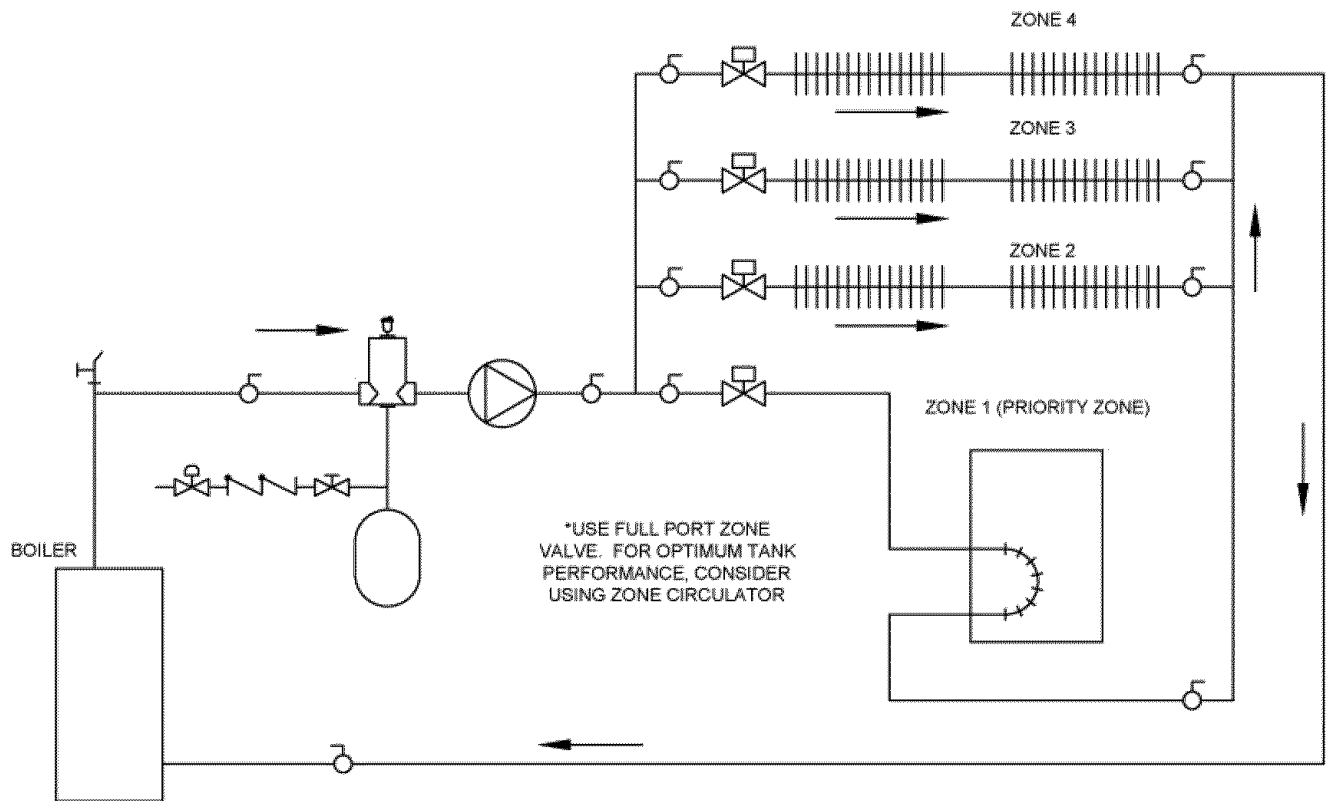 ZONE 4
ZONE 3
ZONE 2
ZONE 1 (PRIORITY ZONE)
*USE FULL PORT ZONE
VALVE. FOR OPTIMUM TANK
PERFORMANCE, CONSIDER
USING ZONE CIRCULATOR
BOILER